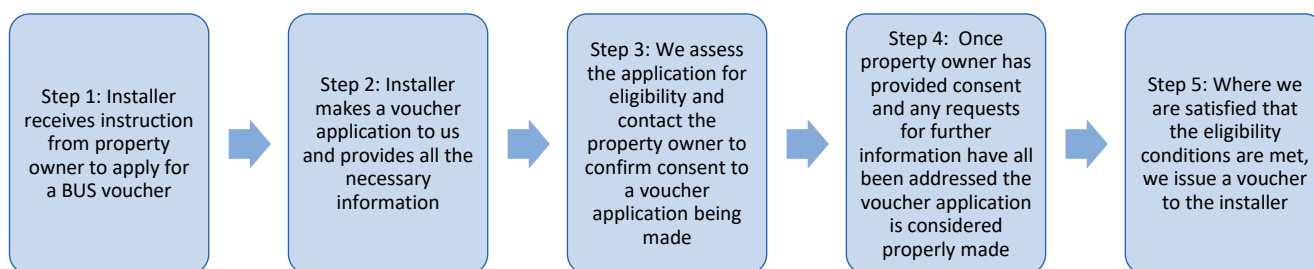 Step 1: Installer
receives instruction
from property
owner to apply for
a BUS voucher
Step 2: Installer
makes a voucher
application to us
and provides all the
necessary
information
Step 3: We assess
the application for
eligibility and
contact the
property owner to
confirm consent to
a voucher
application being
made
Step 4:  Once
property owner has
provided consent
and any requests
for further
information have all
been addressed the
voucher application
is considered
properly made
Step 5: Where we
are satisfied that
the eligibility
conditions are met,
we issue a voucher
to the installer